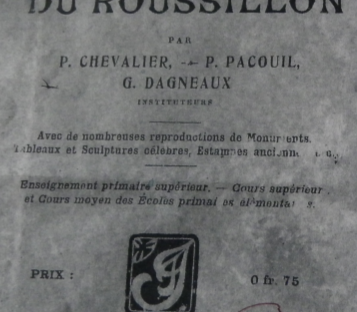 DU ROUSSILLON
PAR
P. CHEVALIER, — P. PACOUIL,
G. DAGNEAUX
INSTITUTEURS
Avec de nombreuses reproductions de Monuments,
Tableaux et Sculptures célèbres, Estampes
Enseignement primaire supérieur. — Cours supérieur
et Cours moyen des Écoles
PRIX :
0 fr. 75